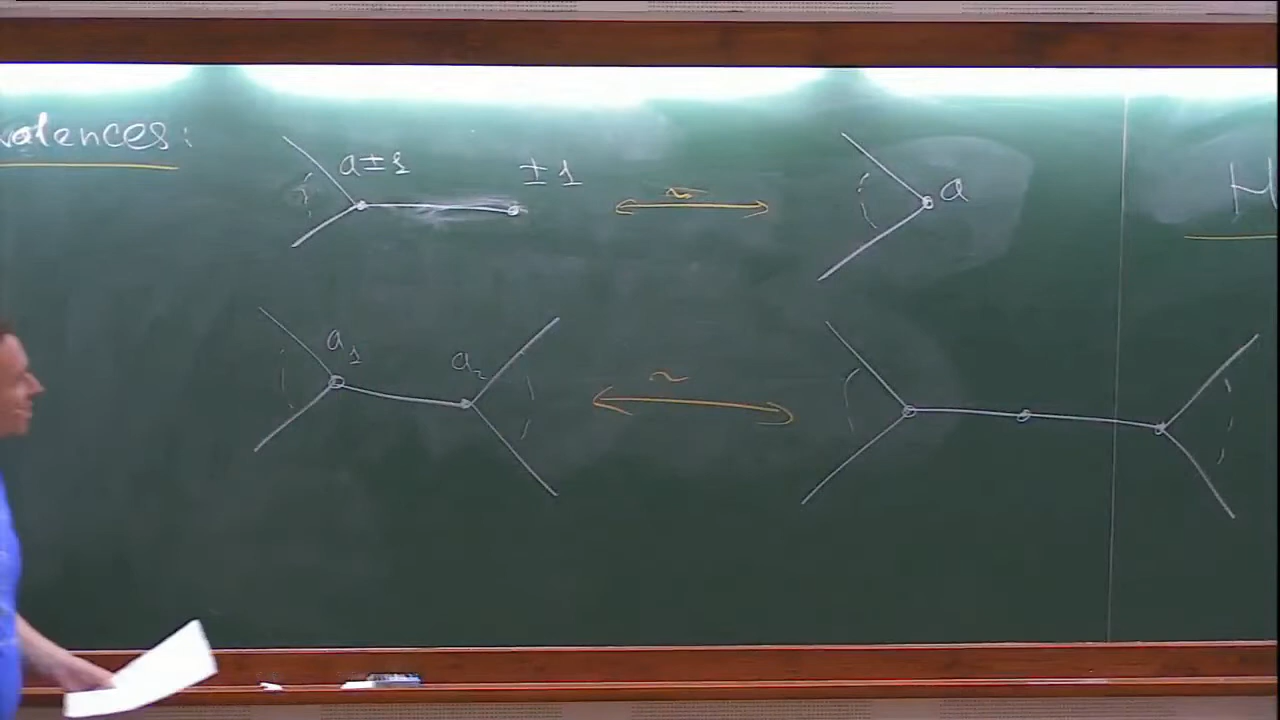 valences:
a±1
±1
~
a
H
a₁
a₂
~